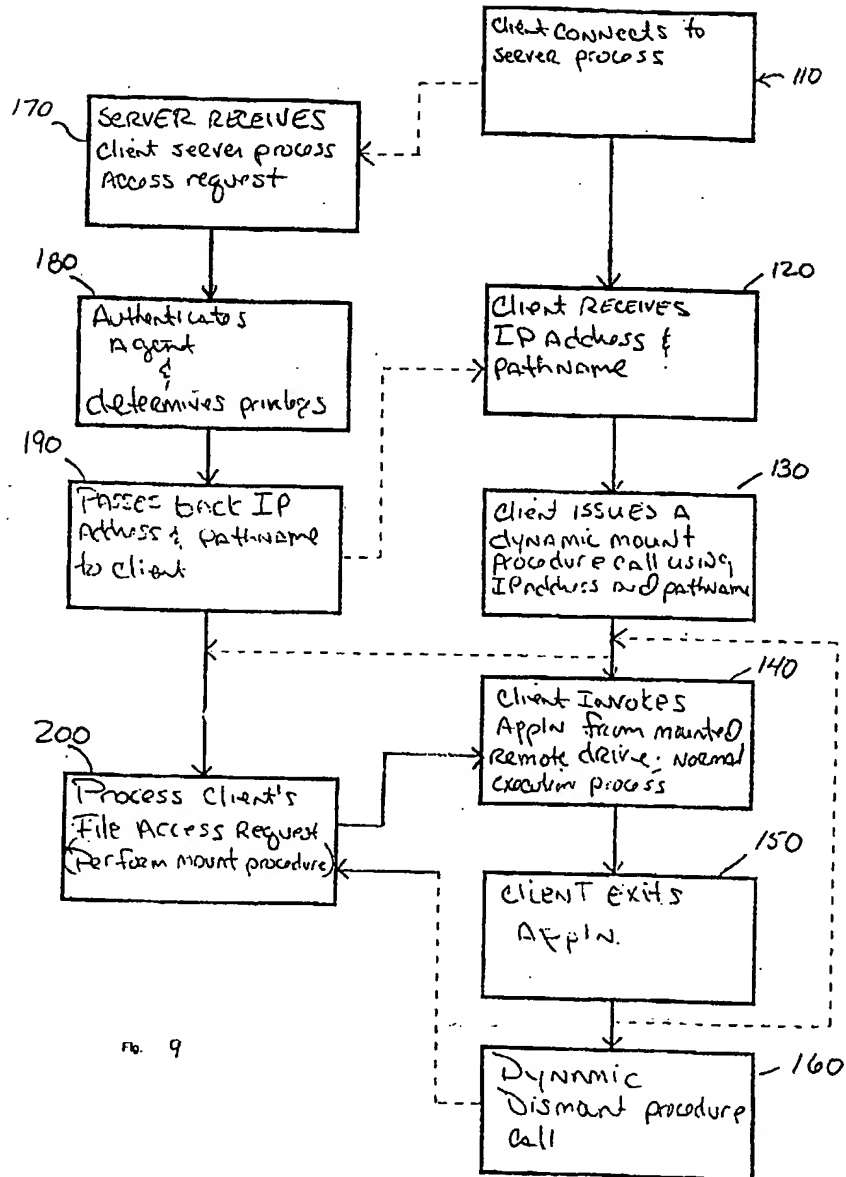 Client CONNects to
server process
110
170
SERVER RECEIVES
Client server process
Access request
180
Authenticates
Agent
&
determines privileges
120
Client RECEIVES
IP Address &
PATHNAME
190
PASSES back IP
Address & PATHNAME
to client
130
Client ISSUES A
dYNAMIC mount
Procedure call using
IP address and pathname
140
Client Invokes
Appln from mounted
Remote drive; Normal
execution process
200
Process Client's
File Access Request
(Perform mount procedure)
150
CLIENT EXITS
Appln.
160
DYNAMIC
Dismant procedure
Call
FIG. 9